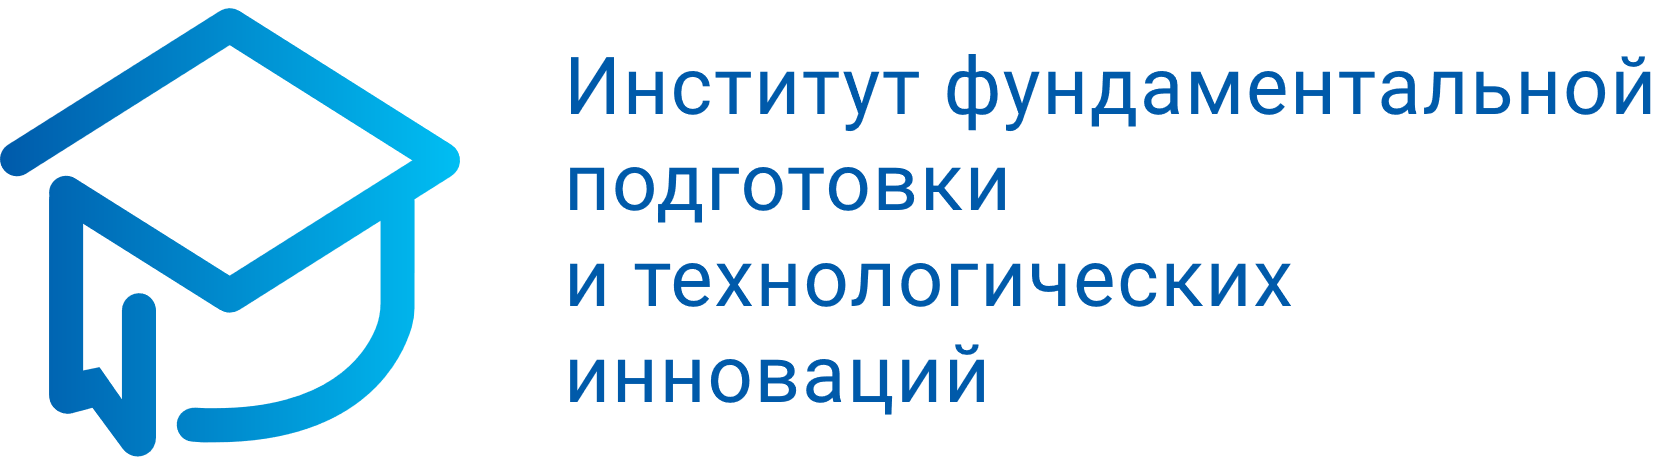 Институт фундаментальной
подготовки
и технологических
инноваций